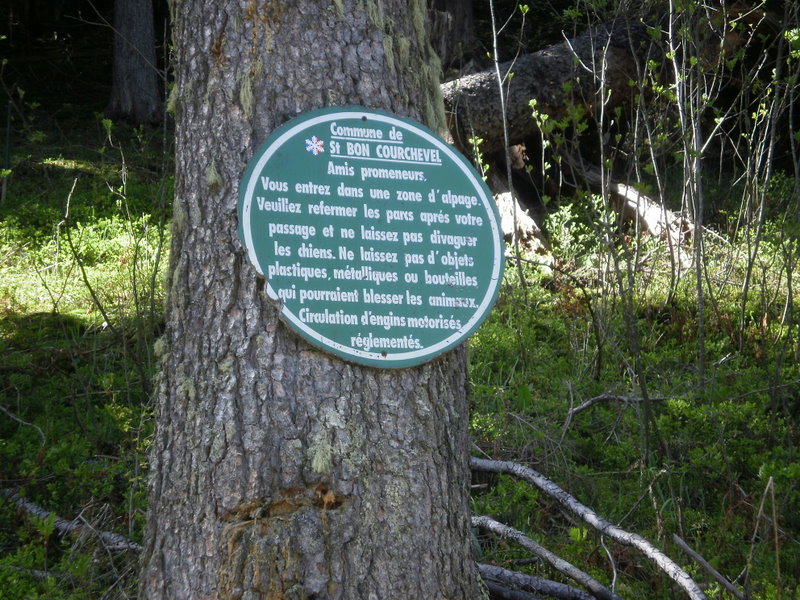 Commune de
St BON COURCHEVEL
Amis promeneurs.
Vous entrez dans une zone d'alpage.
Veuillez refermer les parcs aprés votre
passage et ne laissez pas divaguer
les chiens. Ne laissez pas d'objets
plastiques, métalliques ou bouteilles
qui pourraient blesser les animaux.
Cirulation d'engins motorisés
réglementés.